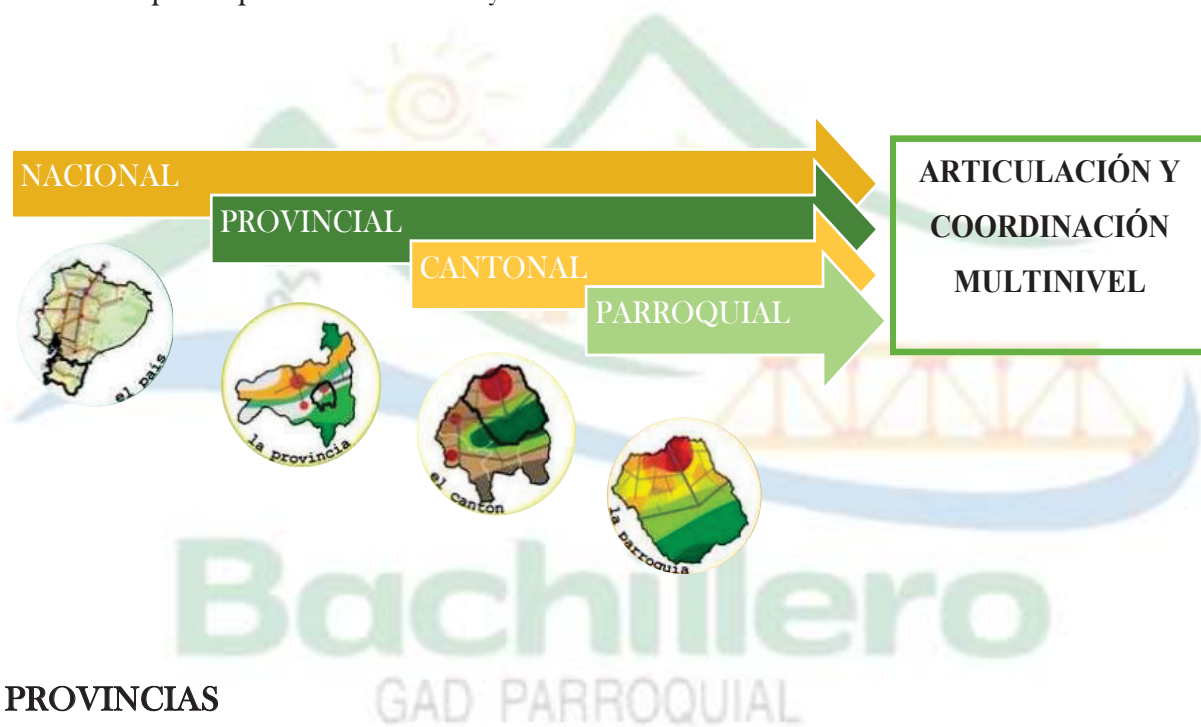 NACIONAL
PROVINCIAL
CANTONAL
PARROQUIAL
ARTICULACIÓN Y
COORDINACIÓN
MULTINIVEL
el país
la provincia
el cantón
la parroquia
Bachillero
GAD PARROQUIAL
PROVINCIAS